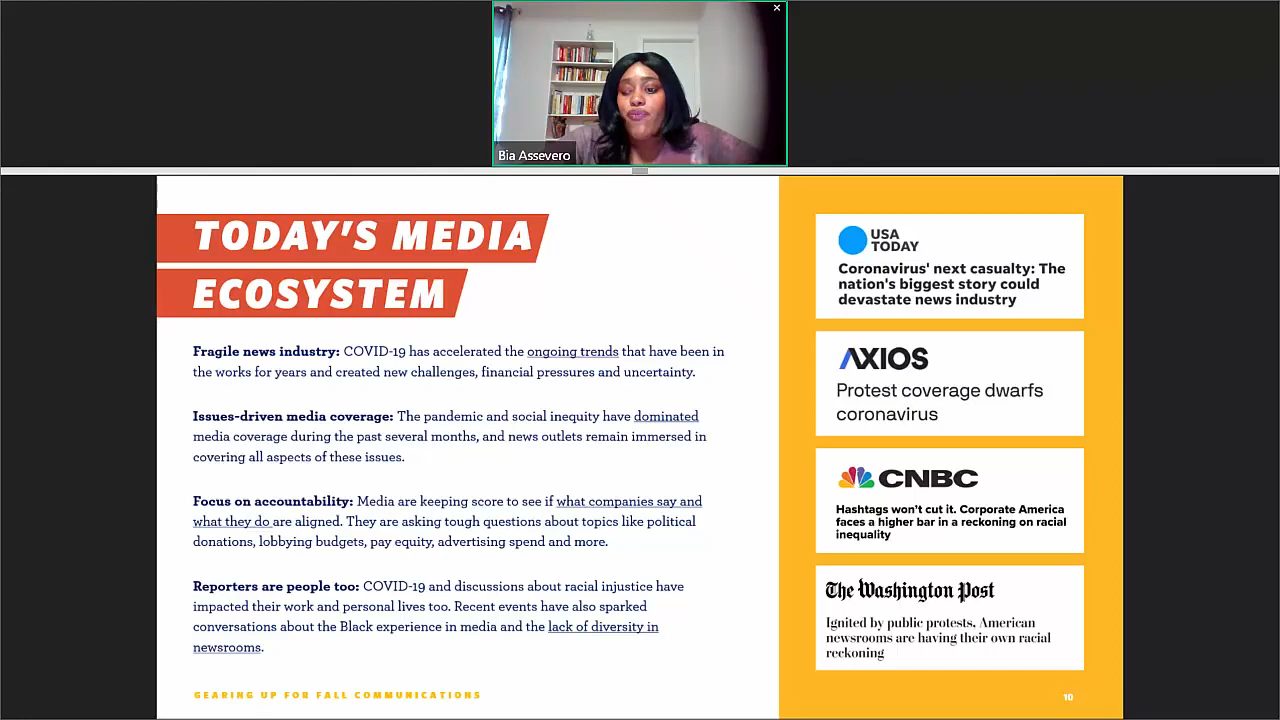 Bia Assevero
TODAY'S MEDIA
ECOSYSTEM
Fragile news industry: COVID-19 has accelerated the ongoing trends that have been in
the works for years and created new challenges, financial pressures and uncertainty.
Issues-driven media coverage: The pandemic and social inequity have dominated
media coverage during the past several months, and news outlets remain immersed in
covering all aspects of these issues.
Focus on accountability: Media are keeping score to see if what companies say and
what they do are aligned. They are asking tough questions about topics like political
donations, lobbying budgets, pay equity, advertising spend and more.
Reporters are people too: COVID-19 and discussions about racial injustice have
impacted their work and personal lives too. Recent events have also sparked
conversations about the Black experience in media and the lack of diversity in
newsrooms.
GEARING UP FOR FALL COMMUNICATIONS
USA
TODAY
Coronavirus' next casualty: The
nation's biggest story could
devastate news industry
AXIOS
Protest coverage dwarfs
coronavirus
CNBC
Hashtags won't cut it. Corporate America
faces a higher bar in a reckoning on racial
inequality
The Washington Post
Ignited by public protests, American
newsrooms are having their own racial
reckoning
10